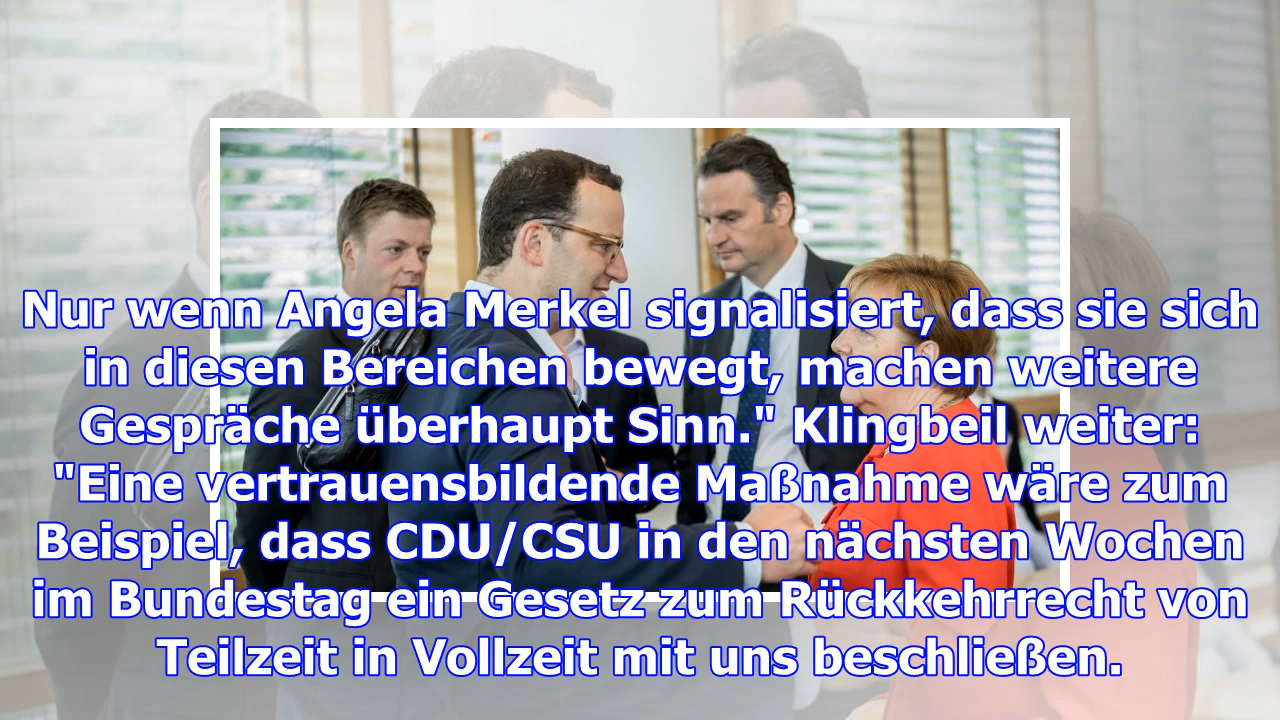 Nur wenn Angela Merkel signalisiert, dass sie sich
in diesen Bereichen bewegt, machen weitere
Gespräche überhaupt Sinn." Klingbeil weiter:
"Eine vertrauensbildende Maßnahme wäre zum
Beispiel, dass CDU/CSU in den nächsten Wochen
im Bundestag ein Gesetz zum Rückkehrrecht von
Teilzeit in Vollzeit mit uns beschließen.